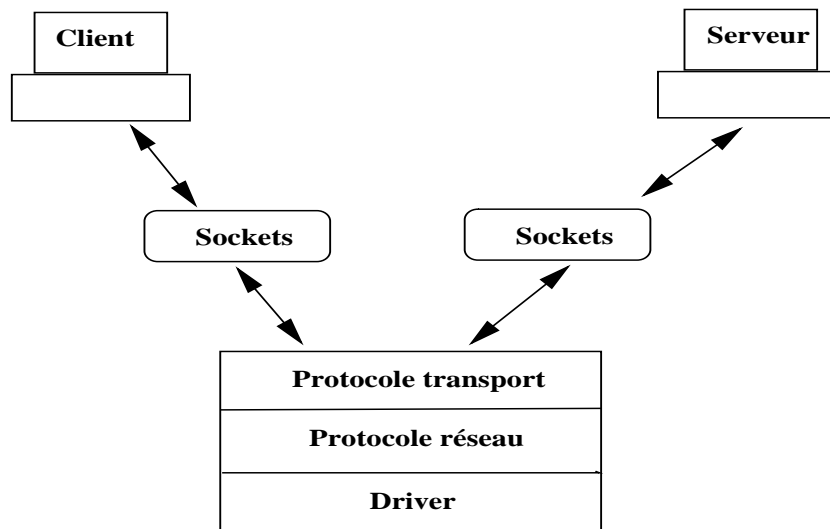 Client
Serveur
Sockets
Sockets
Protocole transport
Protocole réseau
Driver